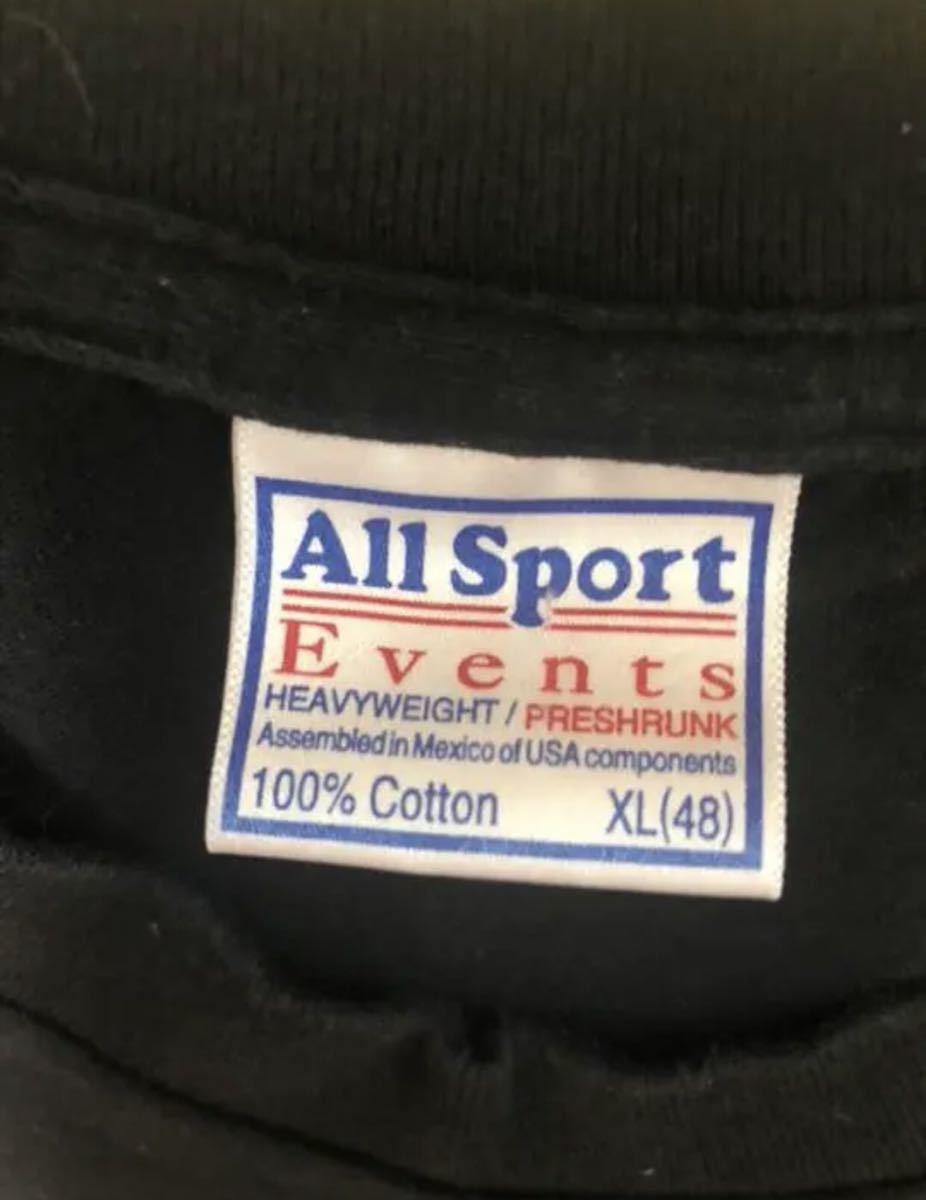 All Sport
Events
HEAVYWEIGHT / PRESHRUNK
Assembled in Mexico of USA components
100% Cotton XL(48)